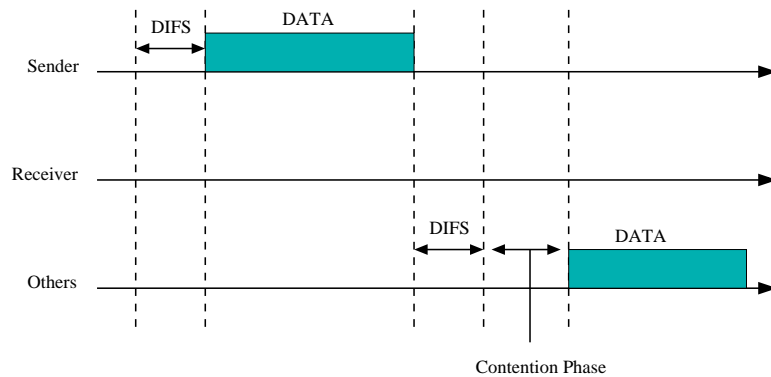 DIFS
DATA
Sender
Receiver
DIFS
DATA
Others
Contention Phase